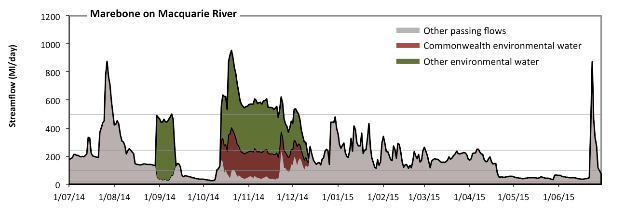 Marebone on Macquarie River
Streamflow (Ml/day)
1200
1000
800
600
400
200
0
Other passing flows
Commonwealth environmental water
Other environmental water
1/07/14 1/08/14 1/09/14 1/10/14 1/11/14 1/12/14 1/01/15 1/02/15 1/03/15 1/04/15 1/05/15 1/06/15